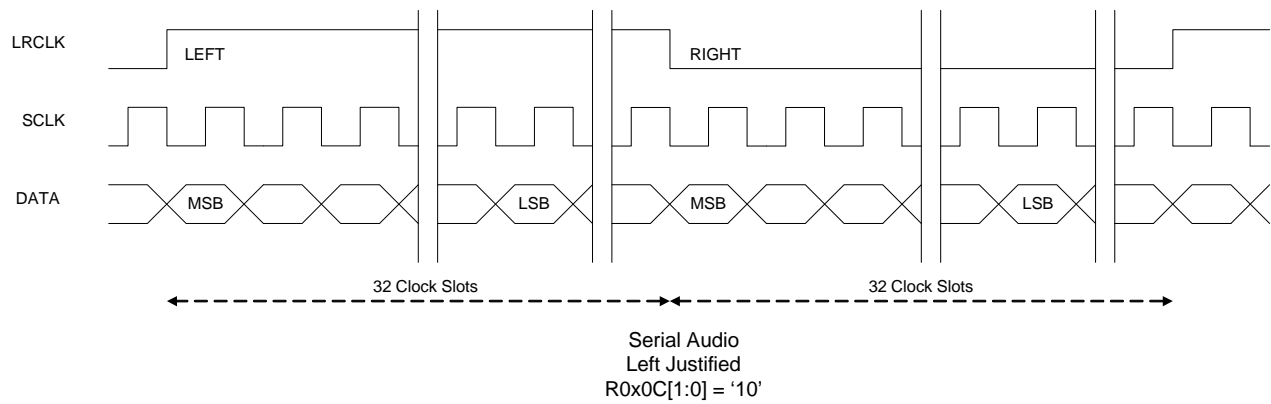 LRCLK
LEFT
RIGHT
SCLK
DATA
MSB
LSB
MSB
LSB
32 Clock Slots
32 Clock Slots
Serial Audio
Left Justified
R0x0C[1:0] = ‘10’